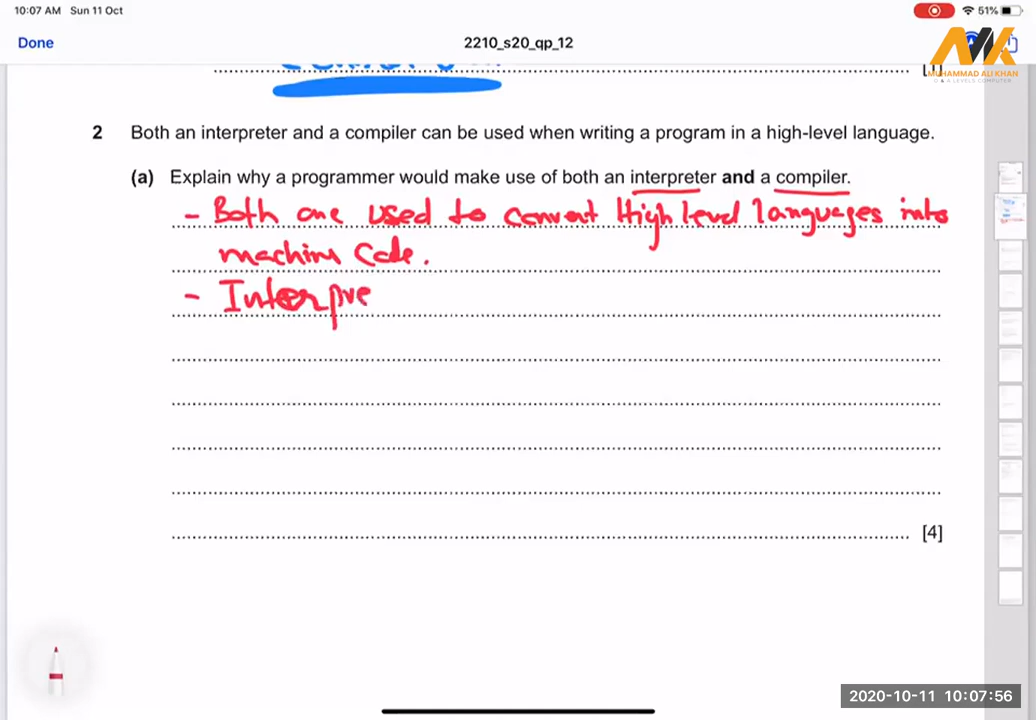 10:07 AM Sun 11 Oct
51%
Done
2210_s20_qp_12
MUHAMMAD ALI KHAN
O & A LEVELS COMPUTER
[1]
2 Both an interpreter and a compiler can be used when writing a program in a high-level language.
(a) Explain why a programmer would make use of both an interpreter and a compiler.
- Both are used to convert High level languages into
machine Code.
- Interpre
[4]
2020-10-11 10:07:56